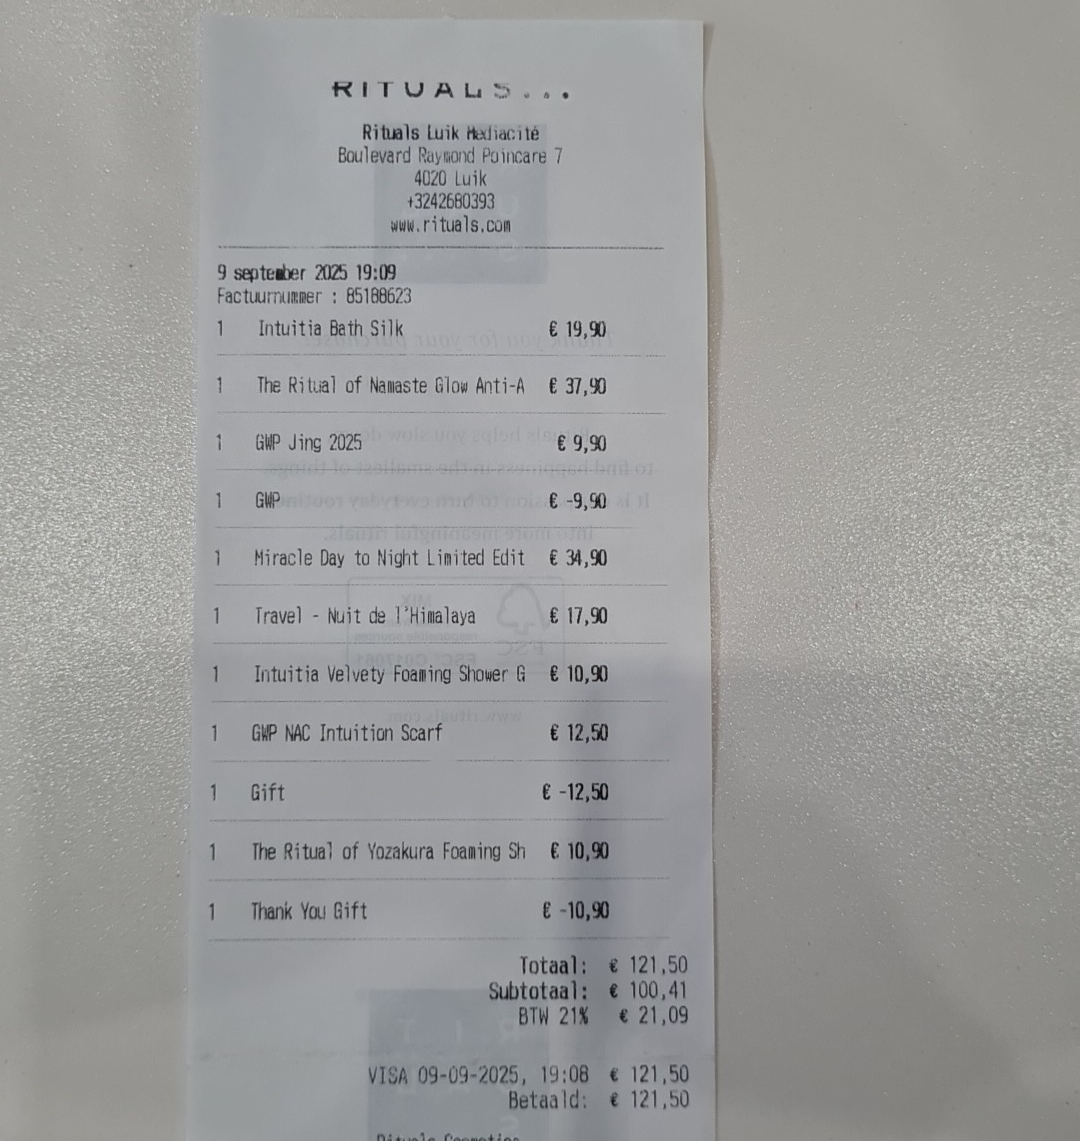 RITUALS...
Rituals Luik Mediacité
Boulevard Raymond Poincare 7
4020 Luik
+3242680393
www.rituals.com
9 september 2025 19:09
Factuurnummer : 85188623
1 Intuitia Bath Silk € 19,90
1 The Ritual of Namaste Glow Anti-A € 37,90
1 GWP Jing 2025 € 9,90
1 GWP € -9,90
1 Miracle Day to Night Limited Edit € 34,90
1 Travel - Nuit de l'Himalaya € 17,90
1 Intuitia Velvety Foaming Shower G € 10,90
1 GWP NAC Intuition Scarf € 12,50
1 Gift € -12,50
1 The Ritual of Yozakura Foaming Sh € 10,90
1 Thank You Gift € -10,90
Totaal: € 121,50
Subtotaal: € 100,41
BTW 21% € 21,09
VISA 09-09-2025, 19:08 € 121,50
Betaald: € 121,50